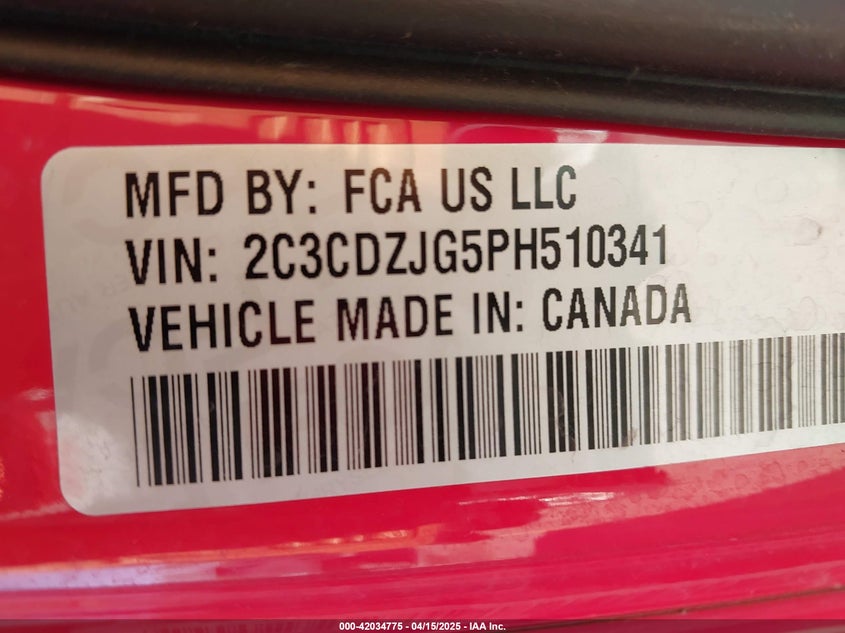 MFD BY: FCA US LLC
VIN: 2C3CDZJG5PH510341
VEHICLE MADE IN: CANADA
000-42034775 - 04/15/2025 - IAA Inc.